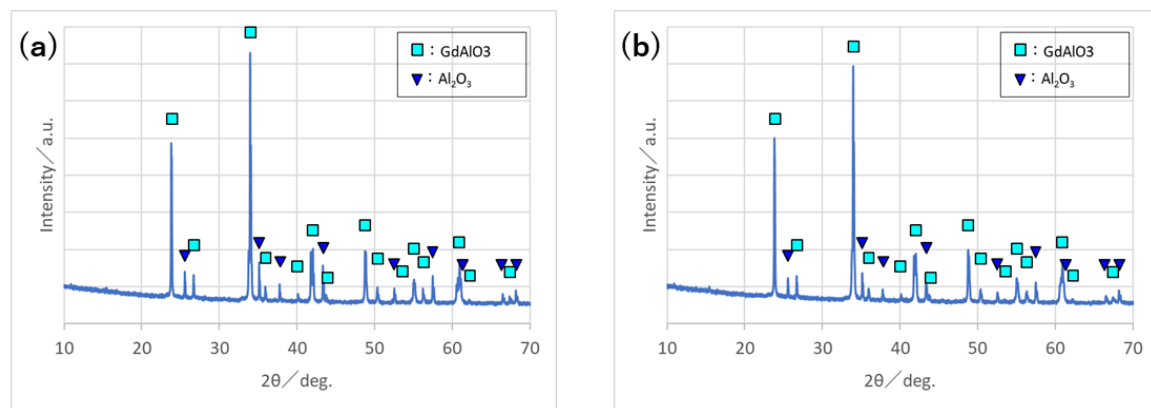 (a)
：GdAlO3
：Al₂O₃
Intensity／a.u.
10 20 30 40 50 60 70
2θ／deg.
(b)
：GdAlO3
：Al₂O₃
Intensity／a.u.
10 20 30 40 50 60 70
2θ／deg.